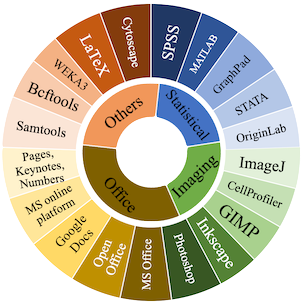 SPSS
MATLAB
GraphPad
STATA
OriginLab
ImageJ
CellProfiler
GIMP
Inkscape
Photoshop
MS Office
Open
Office
Google
Docs
MS online
platform
Pages,
Keynotes,
Numbers
Samtools
Bcftools
WEKA3
LaTeX
Cytoscape
Statistical
Imaging
Office
Others